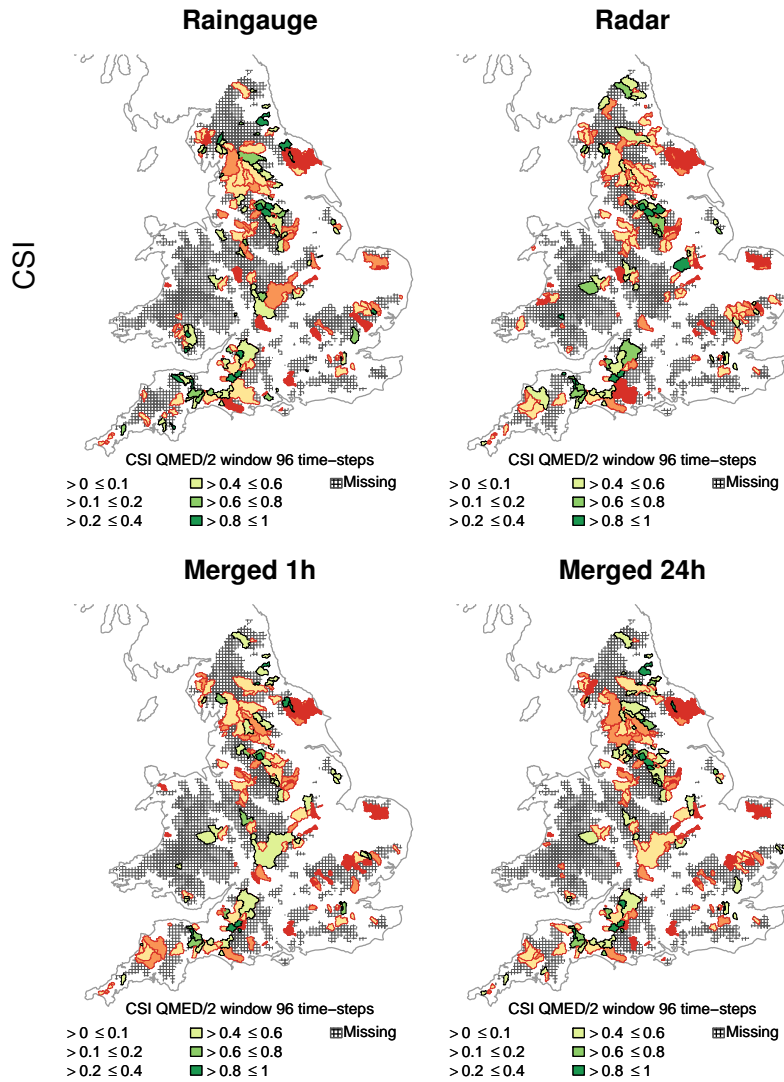 Raingauge
Radar
CSI
CSI QMED/2 window 96 time−steps
> 0 ≤ 0.1 > 0.4 ≤ 0.6 Missing
> 0.1 ≤ 0.2 > 0.6 ≤ 0.8
> 0.2 ≤ 0.4 > 0.8 ≤ 1
CSI QMED/2 window 96 time−steps
> 0 ≤ 0.1 > 0.4 ≤ 0.6 Missing
> 0.1 ≤ 0.2 > 0.6 ≤ 0.8
> 0.2 ≤ 0.4 > 0.8 ≤ 1
Merged 1h
Merged 24h
CSI QMED/2 window 96 time−steps
> 0 ≤ 0.1 > 0.4 ≤ 0.6 Missing
> 0.1 ≤ 0.2 > 0.6 ≤ 0.8
> 0.2 ≤ 0.4 > 0.8 ≤ 1
CSI QMED/2 window 96 time−steps
> 0 ≤ 0.1 > 0.4 ≤ 0.6 Missing
> 0.1 ≤ 0.2 > 0.6 ≤ 0.8
> 0.2 ≤ 0.4 > 0.8 ≤ 1